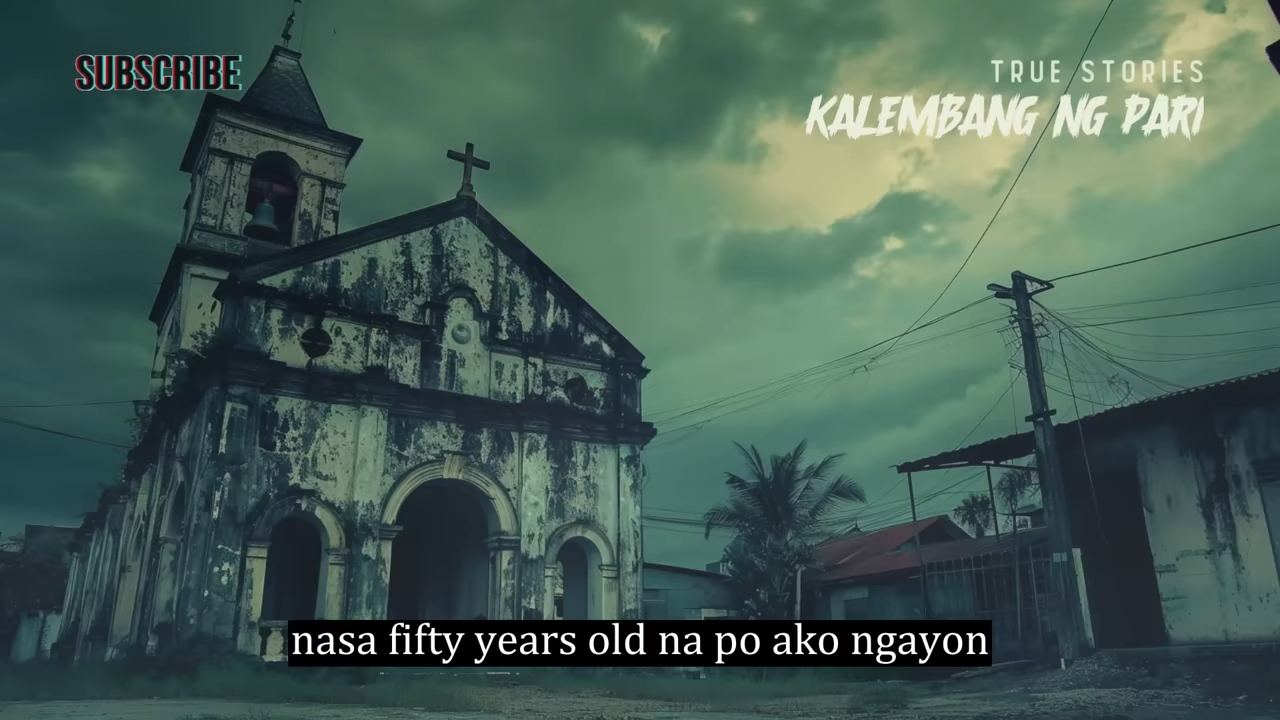 SUBSCRIBE
TRUE STORIES
KALEMBANG NG PARI
nasa fifty years old na po ako ngayon